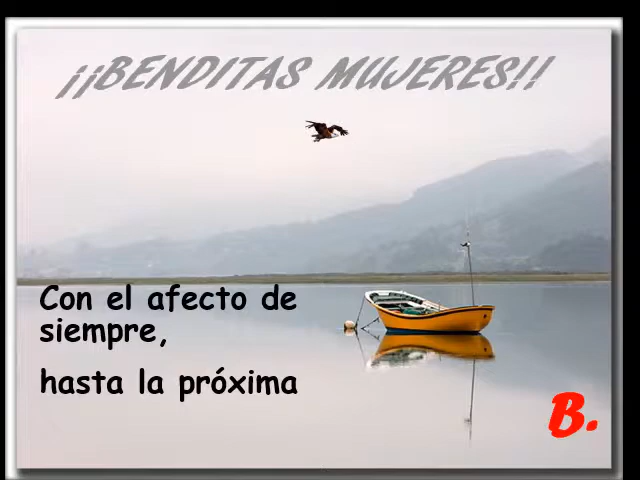 ¡¡BENDITAS MUJERES!!
Con el afecto de
siempre,
hasta la próxima
B.